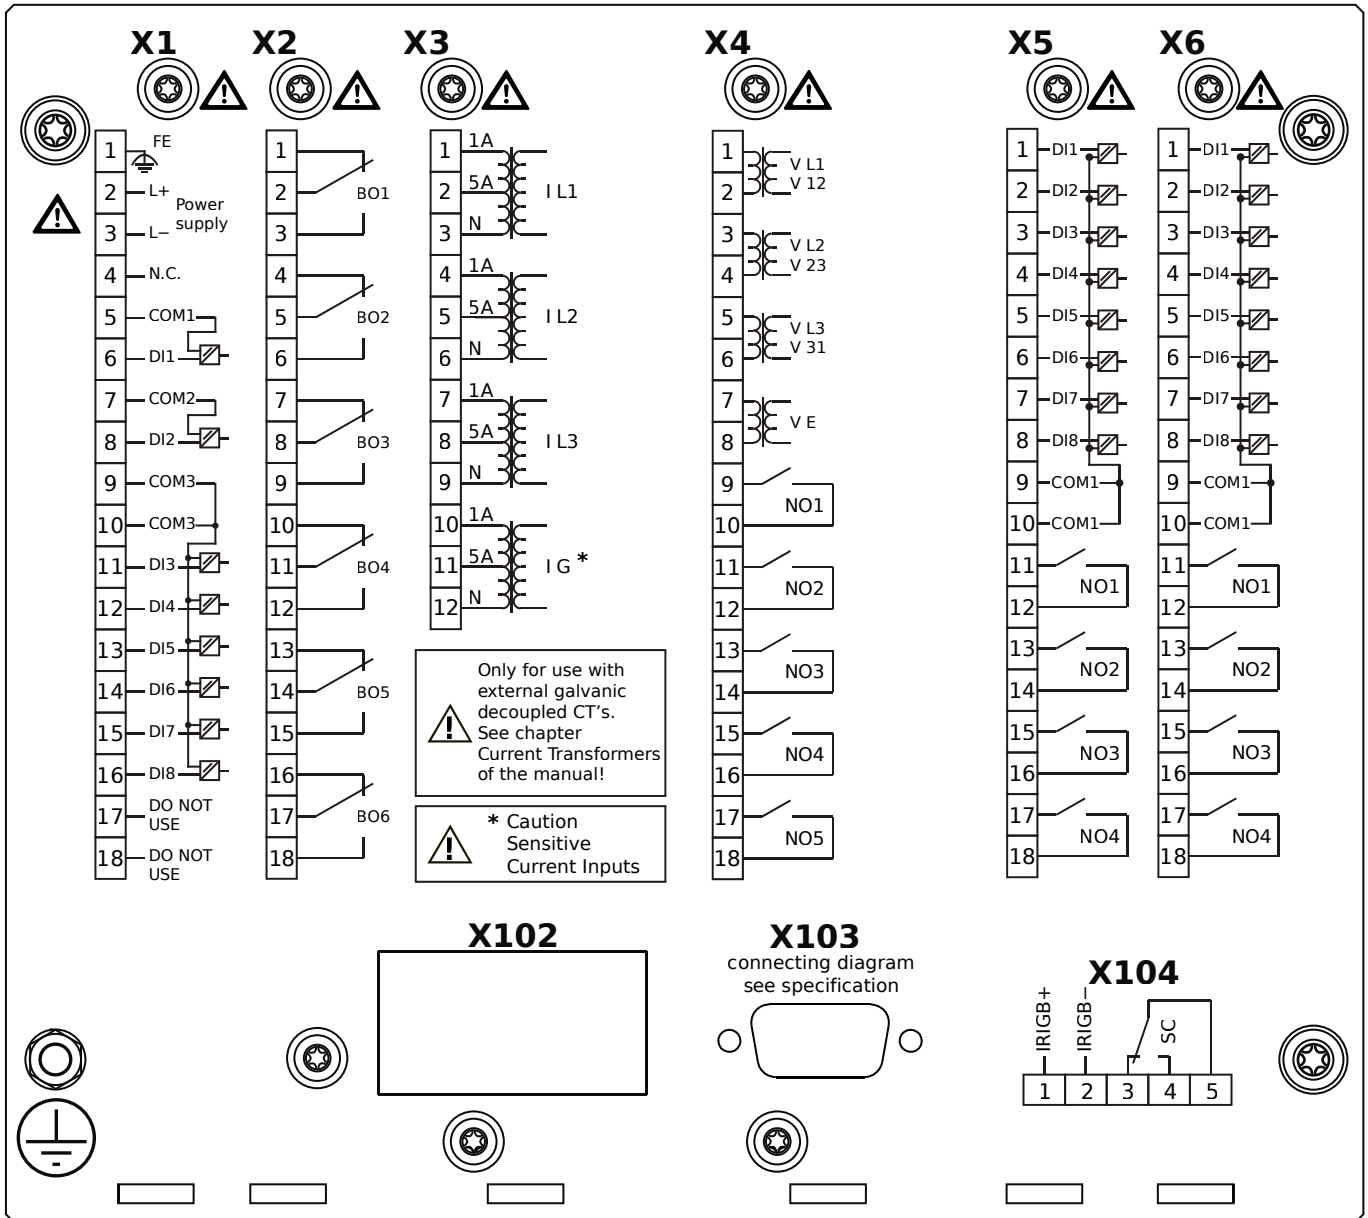 X1 X2 X3 X4 X5 X6
1 FE
2 L+
Power
supply
3 L−
4 N.C.
5 COM1
6 DI1
7 COM2
8 DI2
9 COM3
10 COM3
11 DI3
12 DI4
13 DI5
14 DI6
15 DI7
16 DI8
17 DO NOT
USE
18 DO NOT
USE
1
2 BO1
3
4
5 BO2
6
7
8 BO3
9
10
11 BO4
12
13
14 BO5
15
16
17 BO6
18
1 1A
2 5A I L1
3 N
4 1A
5 5A I L2
6 N
7 1A
8 5A I L3
9 N
10 1A
11 5A I G *
12 N
Only for use with
external galvanic
decoupled CT's.
See chapter
Current Transformers
of the manual!
* Caution
Sensitive
Current Inputs
1 V L1
2 V 12
3 V L2
4 V 23
5 V L3
6 V 31
7
V E
8
9
NO1
10
11
NO2
12
13
NO3
14
15
NO4
16
17
NO5
18
1 DI1
2 DI2
3 DI3
4 DI4
5 DI5
6 DI6
7 DI7
8 DI8
9 COM1
10 COM1
11
NO1
12
13
NO2
14
15
NO3
16
17
NO4
18
1 DI1
2 DI2
3 DI3
4 DI4
5 DI5
6 DI6
7 DI7
8 DI8
9 COM1
10 COM1
11
NO1
12
13
NO2
14
15
NO3
16
17
NO4
18
X102
X103
connecting diagram
see specification
X104
IRIGB+
IRIGB−
SC
1 2 3 4 5